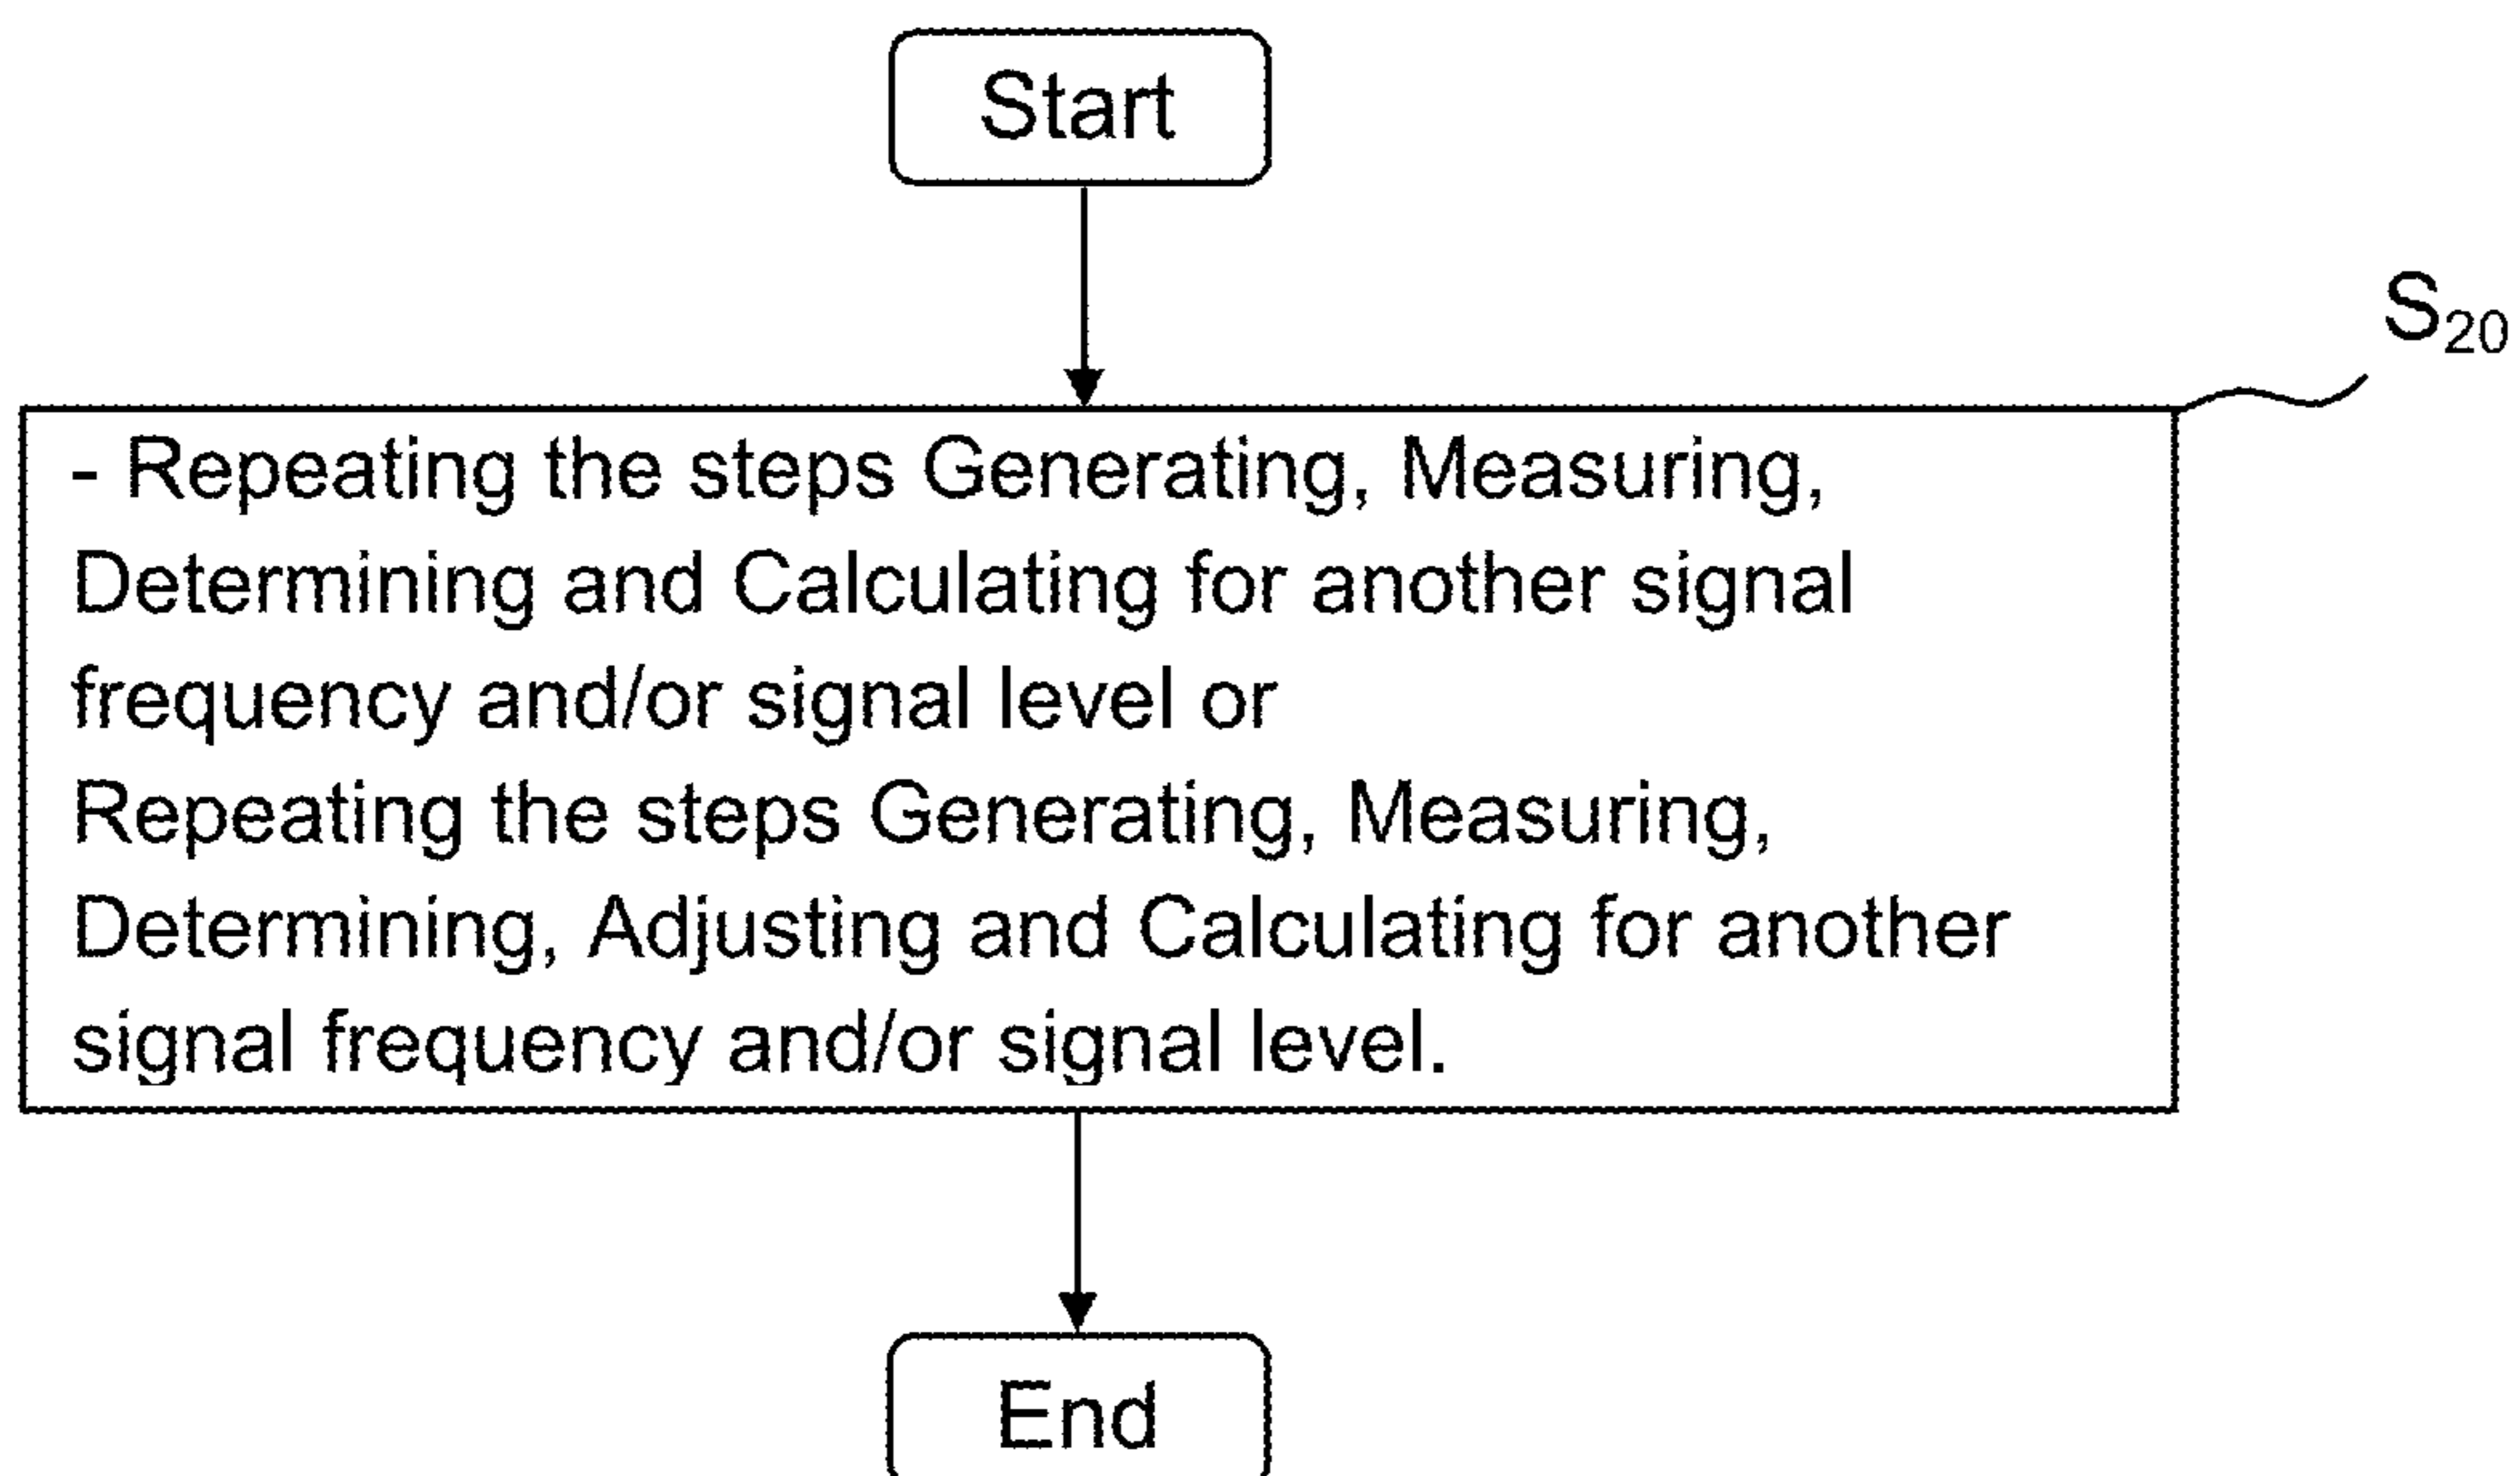 Start
S20
- Repeating the steps Generating, Measuring,
Determining and Calculating for another signal
frequency and/or signal level or
Repeating the steps Generating, Measuring,
Determining, Adjusting and Calculating for another
signal frequency and/or signal level.
End